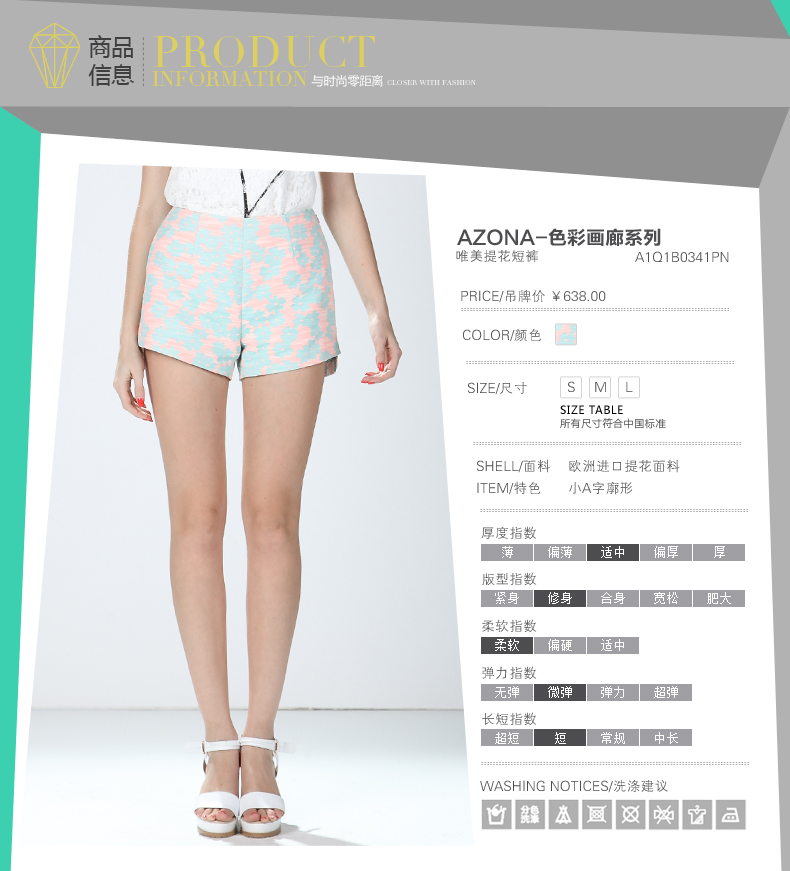 商品
信息
PRODUCT
INFORMATION 与时尚零距离 CLOSER WITH FASHION
AZONA-色彩画廊系列
唯美提花短裤 A1Q1B0341PN
PRICE/吊牌价 ￥638.00
COLOR/颜色
SIZE/尺寸 S M L
SIZE TABLE
所有尺寸符合中国标准
SHELL/面料 欧洲进口提花面料
ITEM/特色 小A字廓形
厚度指数
薄 偏薄 适中 偏厚 厚
版型指数
紧身 修身 合身 宽松 肥大
柔软指数
柔软 偏硬 适中
弹力指数
无弹 微弹 弹力 超弹
长短指数
超短 短 常规 中长
WASHING NOTICES/洗涤建议
分色
洗涤